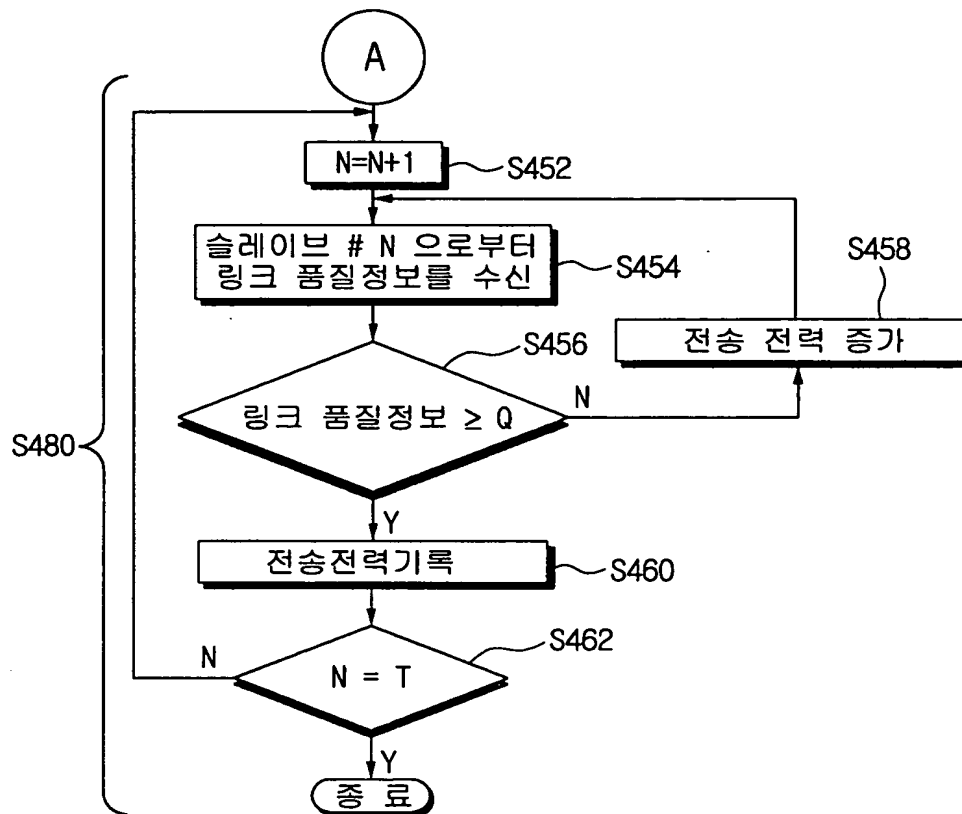 A
N=N+1
S452
슬레이브 # N 으로부터
링크 품질정보를 수신
S454
S458
전송 전력 증가
S456
링크 품질정보 ≥ Q
N
S480
Y
전송전력기록
S460
S462
N
N = T
Y
종 료